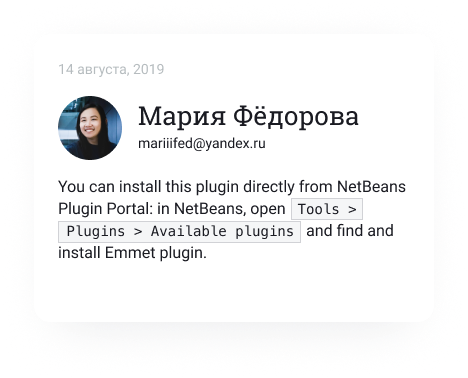 14 августа, 2019
Мария Фёдорова
mariiifed@yandex.ru
You can install this plugin directly from NetBeans
Plugin Portal: in NetBeans, open Tools >
Plugins > Available plugins and find and
install Emmet plugin.